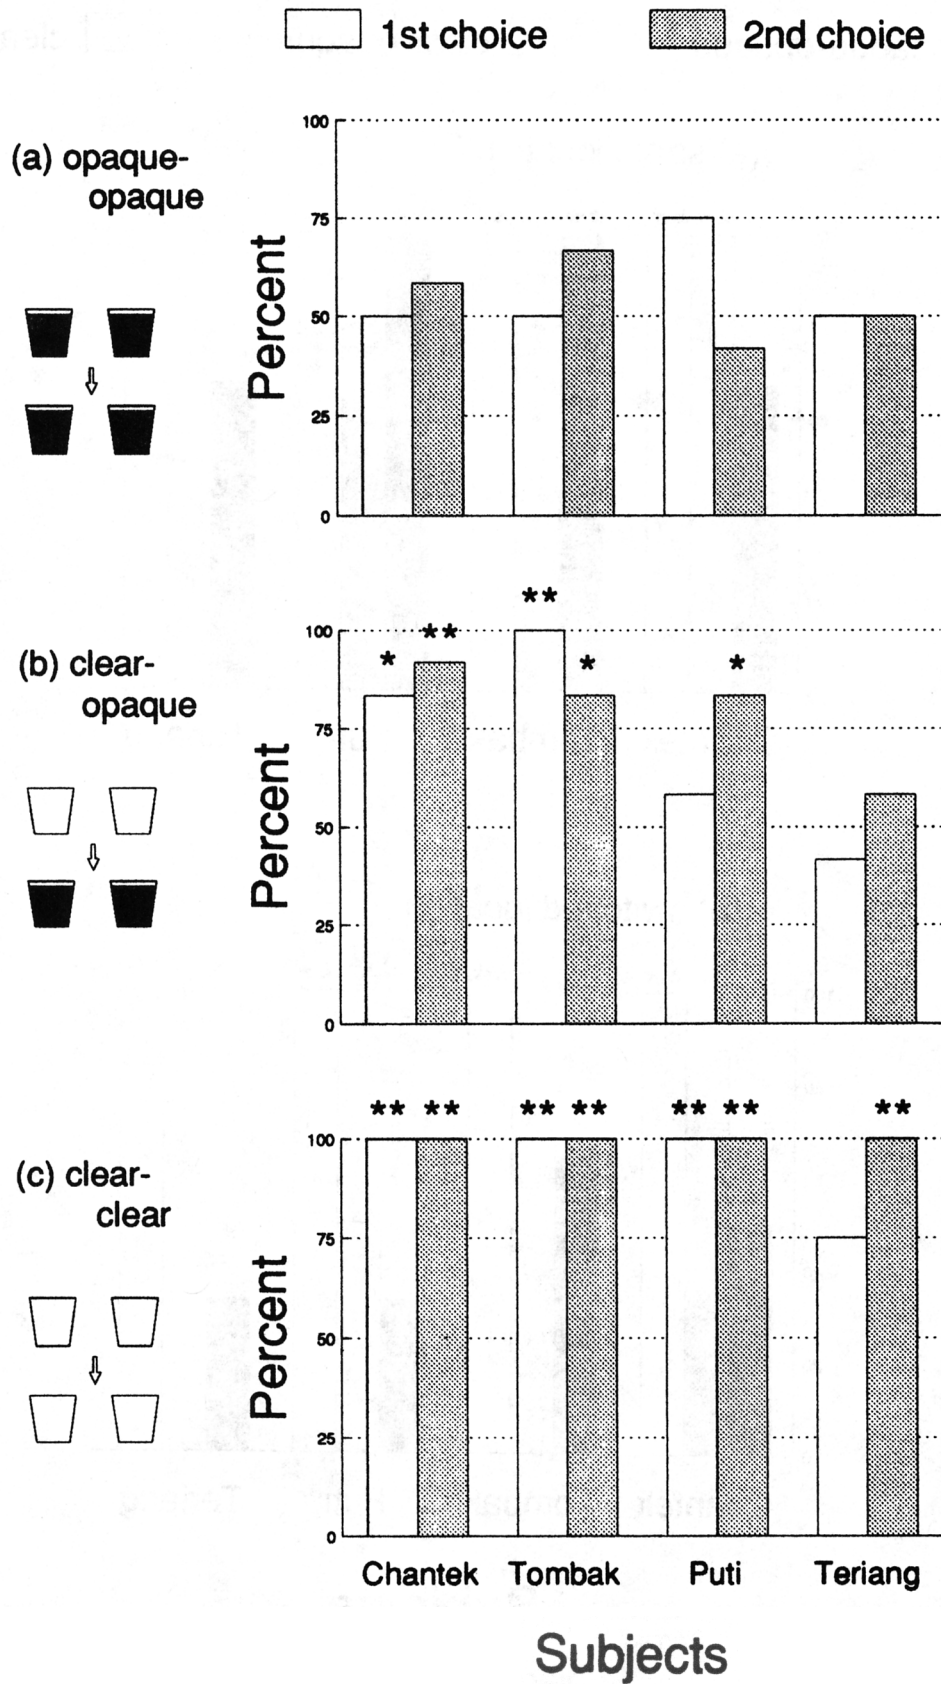 1st choice
2nd choice
(a) opaque-
opaque
Percent
100
75
50
25
0
** 
(b) clear-
opaque
Percent
* ** * *
100
75
50
25
0
** ** ** ** ** ** **
(c) clear-
clear
Percent
100
75
50
25
0
Chantek Tombak Puti Teriang
Subjects